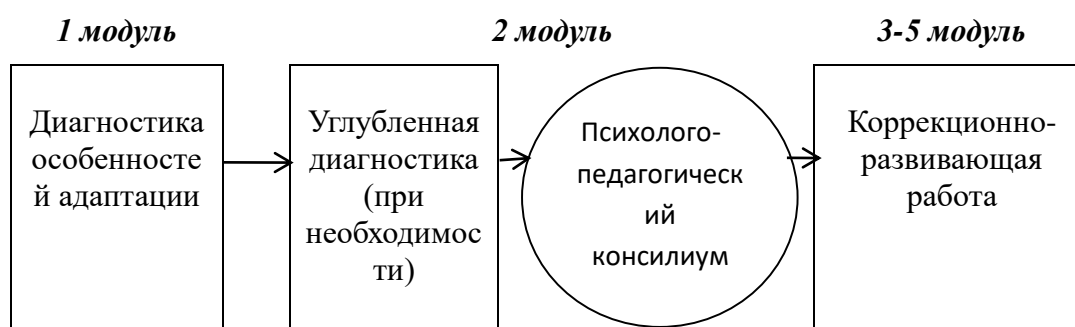 1 модуль
2 модуль
3-5 модуль
Диагностика
особенносте
й адаптации
Углубленная
диагностика
(при
необходимос
ти)
Психолого-
педагогическ
ий
консилиум
Коррекционно-
развивающая
работа